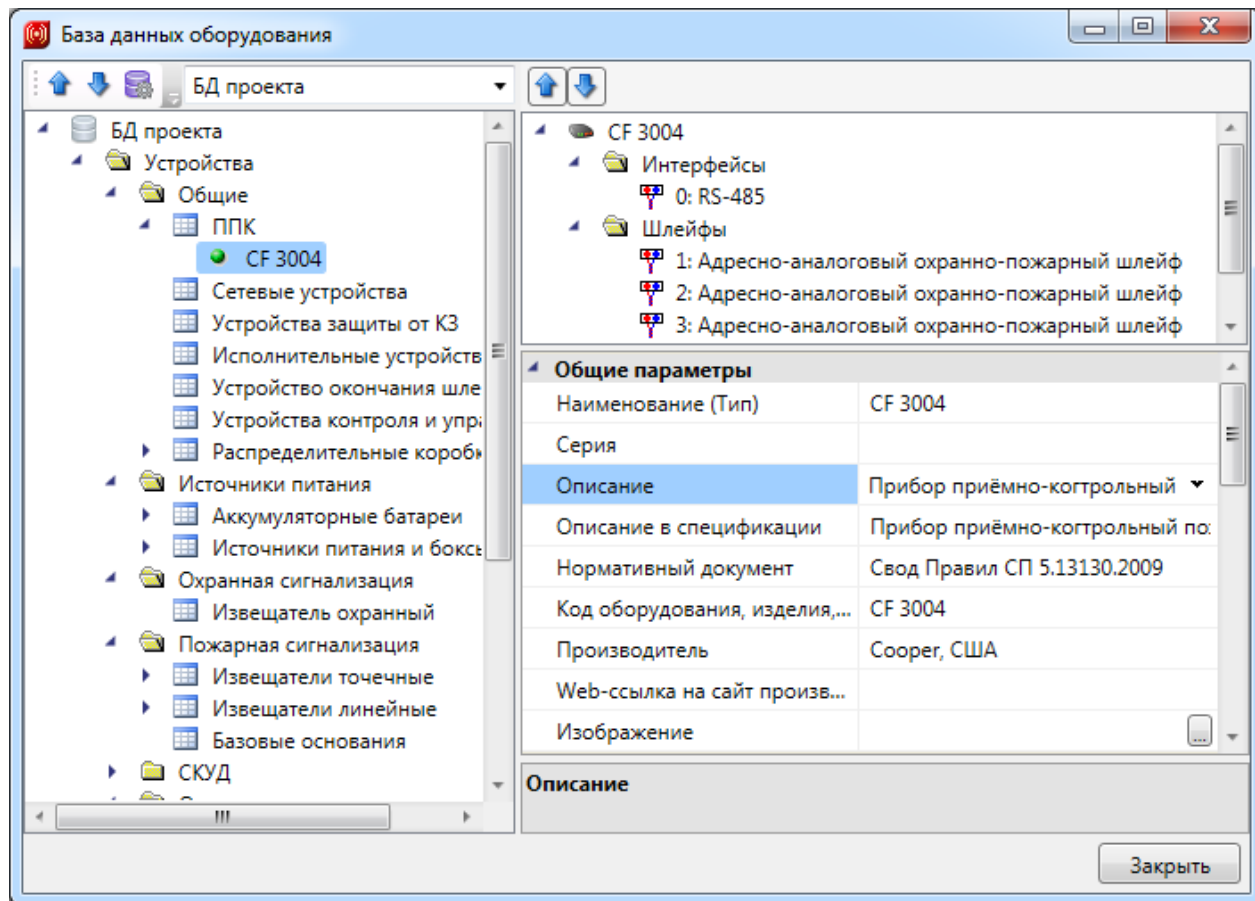 База данных оборудования
БД проекта
БД проекта
Устройства
Общие
ППК
CF 3004
Сетевые устройства
Устройства защиты от КЗ
Исполнительные устройств
Устройство окончания шле
Устройства контроля и упра
Распределительные коробк
Источники питания
Аккумуляторные батареи
Источники питания и боксы
Охранная сигнализация
Извещатель охранный
Пожарная сигнализация
Извещатели точечные
Извещатели линейные
Базовые основания
СКУД
CF 3004
Интерфейсы
0: RS-485
Шлейфы
1: Адресно-аналоговый охранно-пожарный шлейф
2: Адресно-аналоговый охранно-пожарный шлейф
3: Адресно-аналоговый охранно-пожарный шлейф
Общие параметры
Наименование (Тип) CF 3004
Серия
Описание Прибор приёмно-когтрольный
Описание в спецификации Прибор приёмно-когтрольный по
Нормативный документ Свод Правил СП 5.13130.2009
Код оборудования, изделия,... CF 3004
Производитель Cooper, США
Web-ссылка на сайт произв...
Изображение ...
Описание
Закрыть